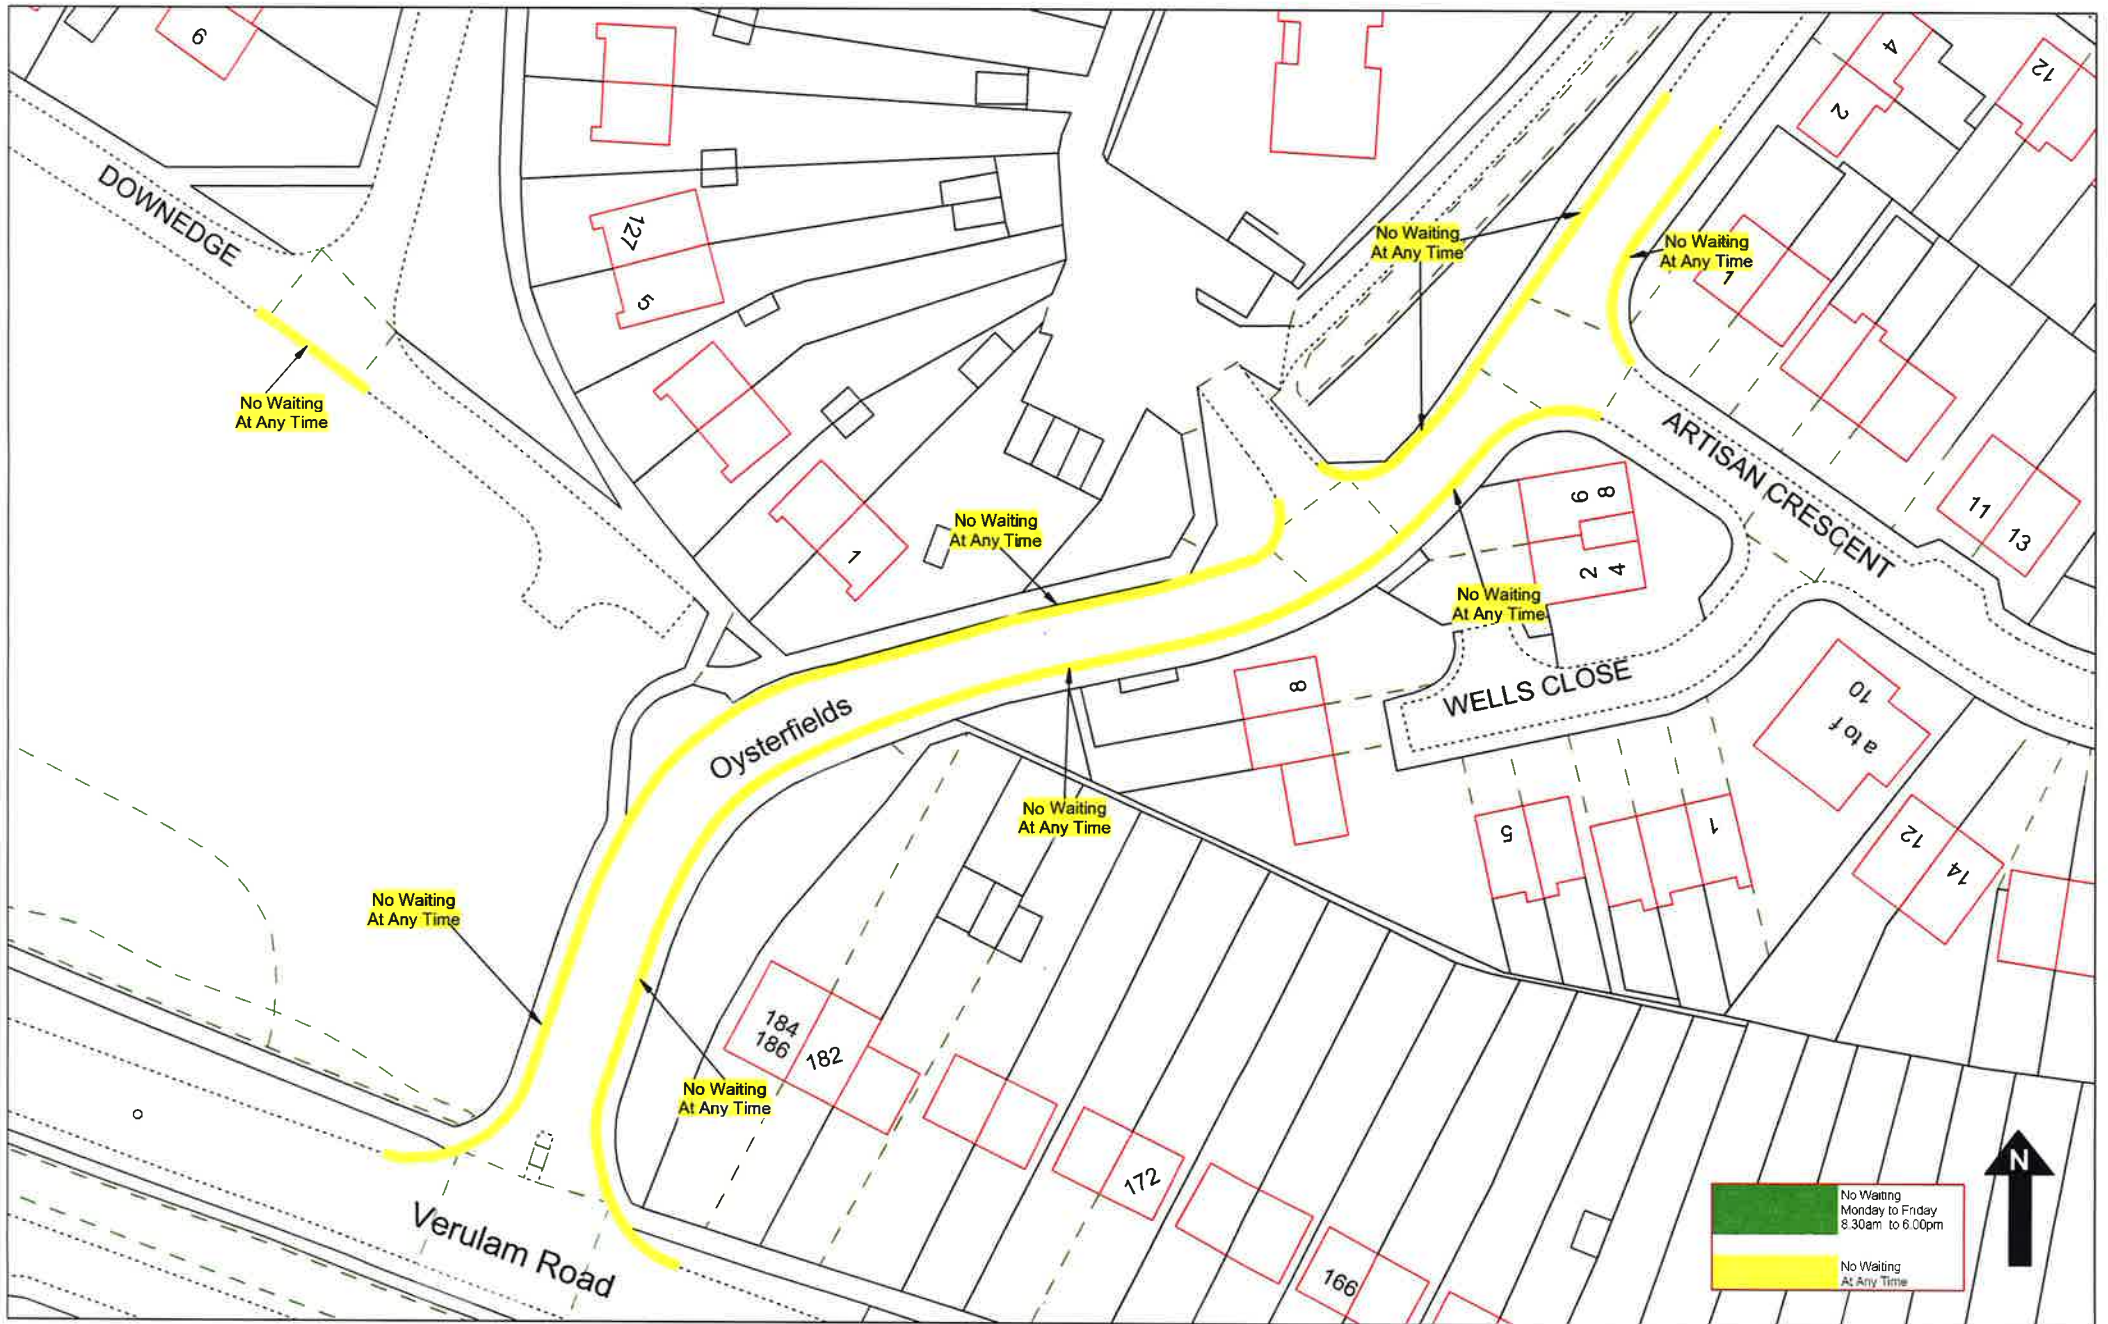 9
4
12
2
DOWNEDGE
127
5
No Waiting
At Any Time
No Waiting
At Any Time
1
No Waiting
At Any Time
ARTISAN CRESCENT
6 8
2 4
11
13
No Waiting
At Any Time
1
No Waiting
At Any Time
8
WELLS CLOSE
10
a to f
Oysterfields
No Waiting
At Any Time
5
1
12
14
No Waiting
At Any Time
184
186
182
No Waiting
At Any Time
172
166
Verulam Road
N
No Waiting
Monday to Friday
8.30am to 6.00pm
No Waiting
At Any Time